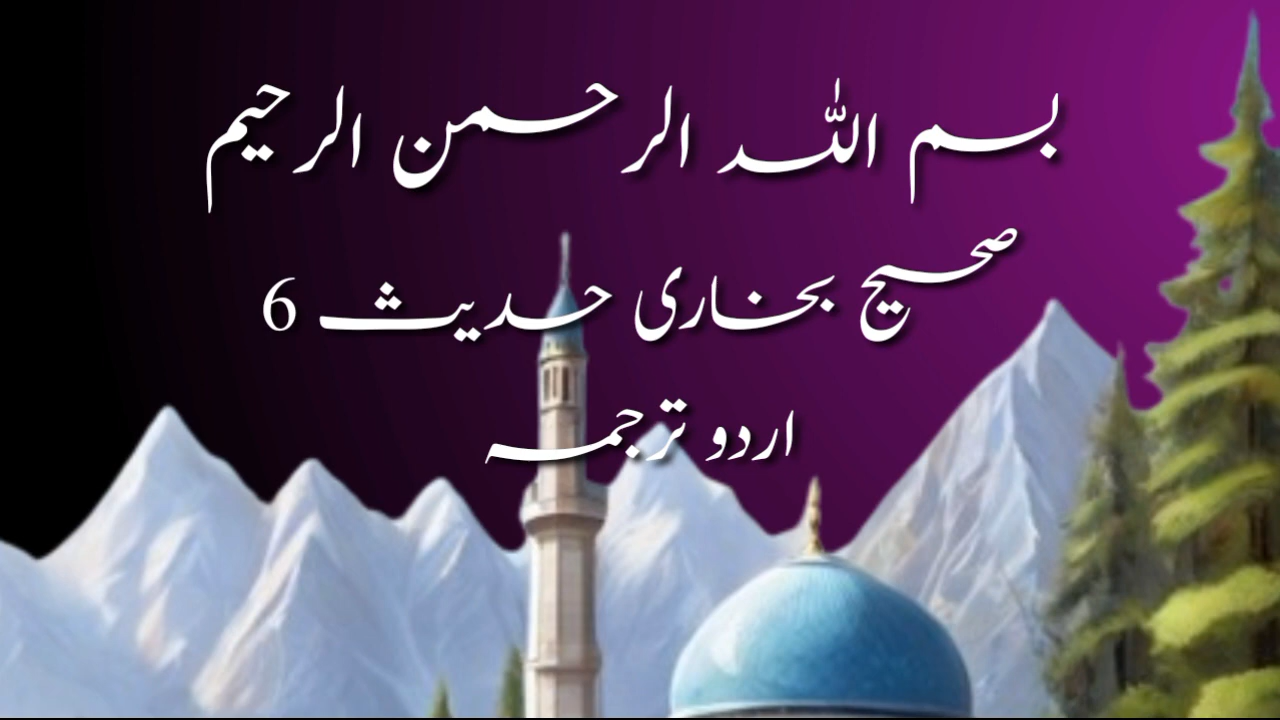 بسم اللہ الرحمن الرحیم
صحیح بخاری حدیث 6
اردو ترجمہ